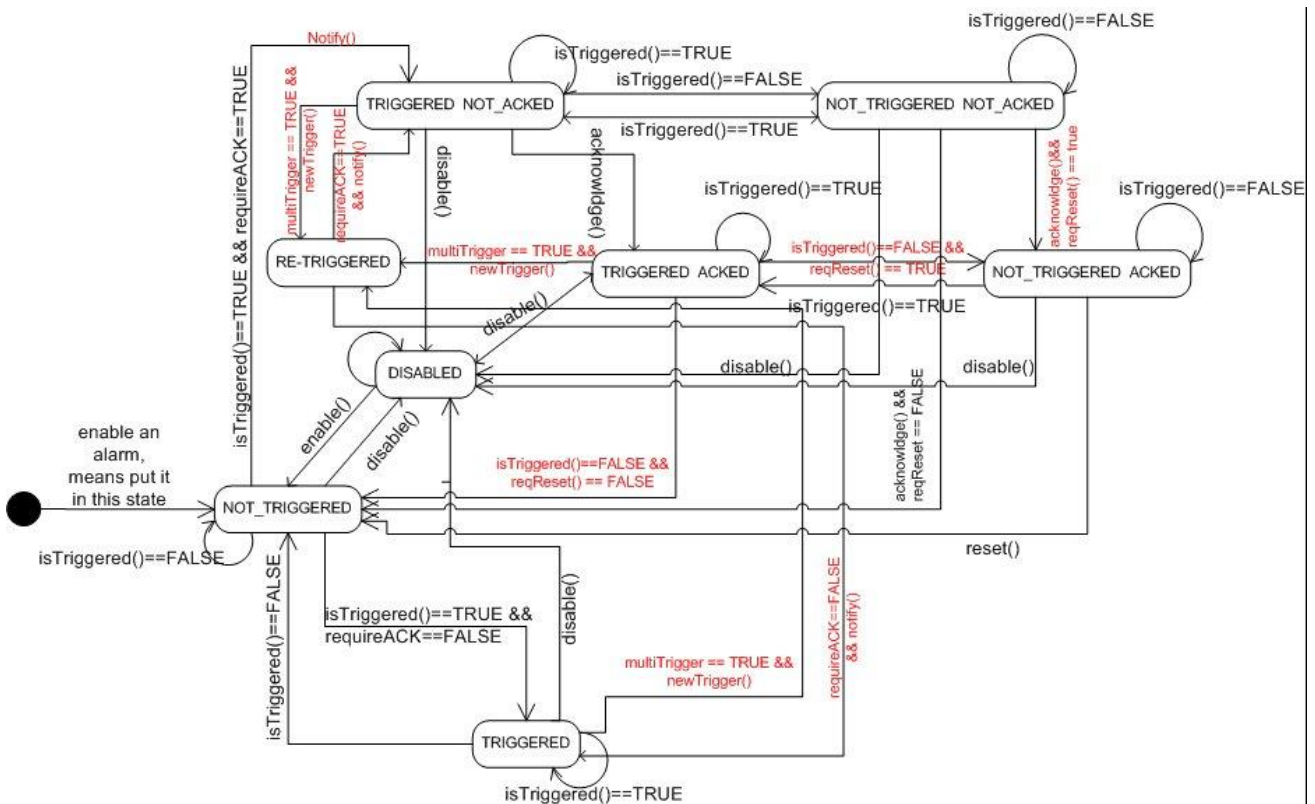 isTriggered()==FALSE
Notify()
isTriggered()==TRUE
isTriggered()==FALSE
TRIGGERED NOT_ACKED
NOT_TRIGGERED NOT_ACKED
isTriggered()==TRUE
multiTrigger == TRUE &&
newTrigger()
requireACK==TRUE
&& notify()
disable()
acknowldge()
acknowldge()&&
reqReset() == true
isTriggered()==TRUE
isTriggered()==FALSE
isTriggered()==TRUE && requireACK==TRUE
RE-TRIGGERED
multiTrigger == TRUE &&
newTrigger()
TRIGGERED ACKED
isTriggered()==FALSE &&
reqReset() == TRUE
NOT_TRIGGERED ACKED
isTriggered()==TRUE
disable()
DISABLED
disable()
disable()
enable()
disable()
acknowldge() &&
reqReset == FALSE
enable an
alarm,
means put it
in this state
isTriggered()==FALSE &&
reqReset() == FALSE
NOT_TRIGGERED
isTriggered()==FALSE
reset()
isTriggered()==FALSE
isTriggered()==TRUE &&
requireACK==FALSE
disable()
multiTrigger == TRUE &&
newTrigger()
requireACK==FALSE
&& notify()
TRIGGERED
isTriggered()==TRUE